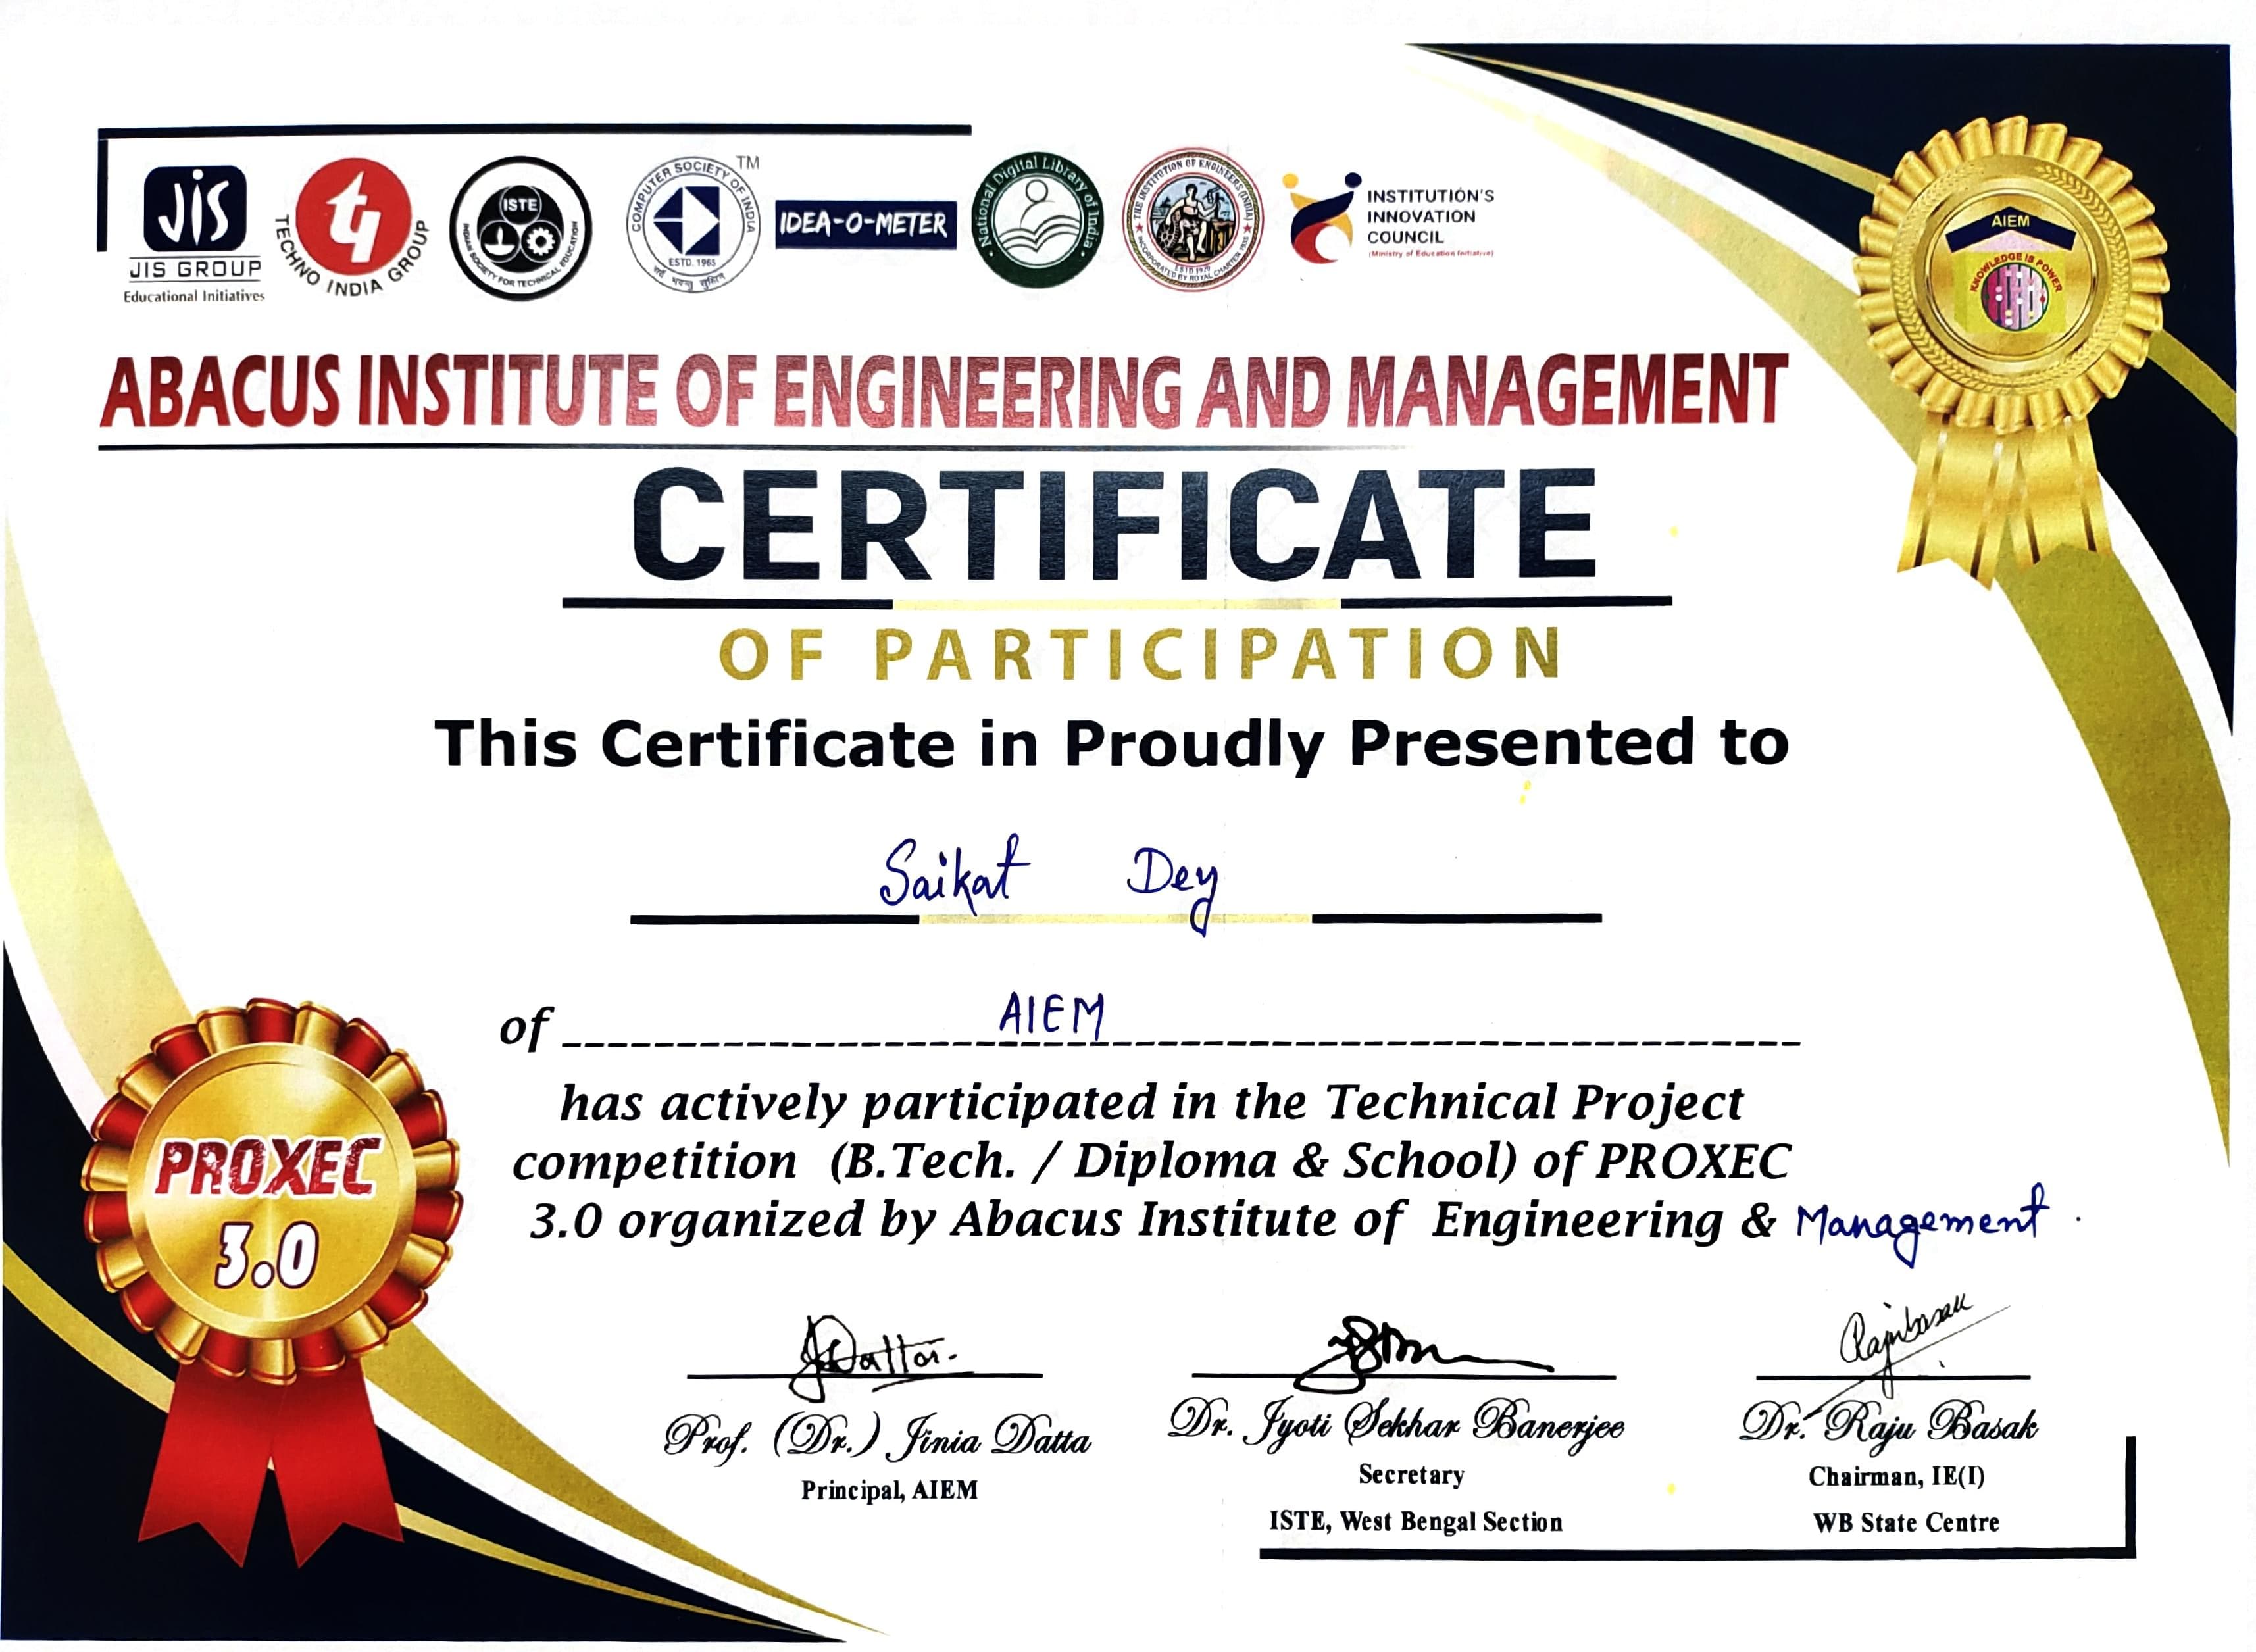 JIS
JIS GROUP
Educational Initiatives
TECHNO INDIA GROUP
ISTE
INDIAN SOCIETY FOR TECHNICAL EDUCATION
COMPUTER SOCIETY OF INDIA
TM
ESTD. 1965
IDEA-O-METER
National Digital Library of India
THE INSTITUTION OF ENGINEERS (INDIA)
INCORPORATED BY ROYAL CHARTER 1935
ESTD 1920
INSTITUTION'S
INNOVATION
COUNCIL
(Ministry of Education Initiative)
AIEM
KNOWLEDGE IS POWER
ABACUS INSTITUTE OF ENGINEERING AND MANAGEMENT
CERTIFICATE
OF PARTICIPATION
This Certificate in Proudly Presented to
Saikat Dey
of AIEM
has actively participated in the Technical Project
competition (B.Tech. / Diploma & School) of PROXEC
3.0 organized by Abacus Institute of Engineering & Management.
PROXEC
3.0
J. Datta.
Rajubasak
Prof. (Dr.) Jinia Datta
Dr. Jyoti Sekhar Banerjee
Dr. Raju Basak
Principal, AIEM
Secretary
Chairman, IE(I)
ISTE, West Bengal Section
WB State Centre